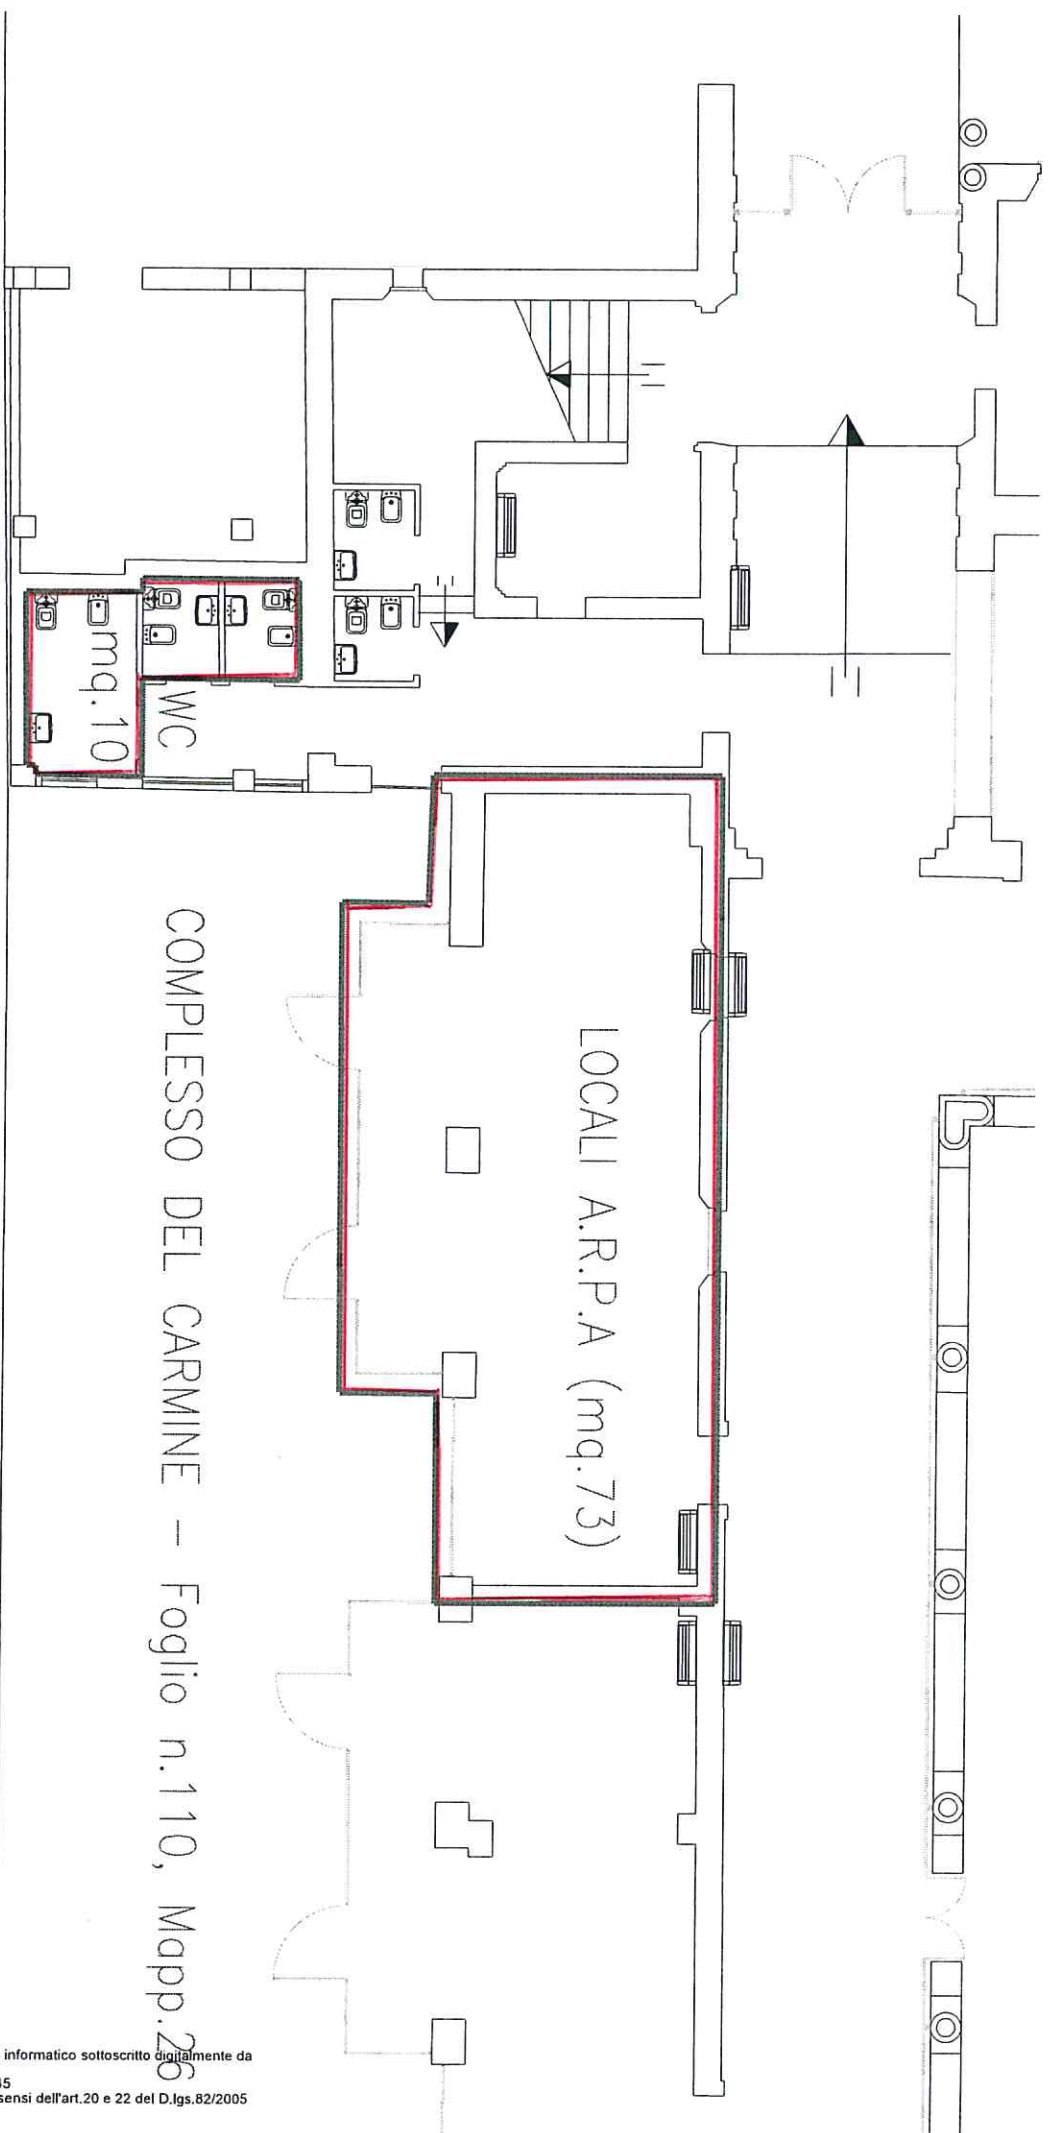 WC
mq.10
LOCALI A.R.P.A (mq.73)
COMPLESSO DEL CARMINE - Foglio n.110, Mapp.26
informatico sottoscritto digitalmente da
sensi dell'art.20 e 22 del D.lgs.82/2005